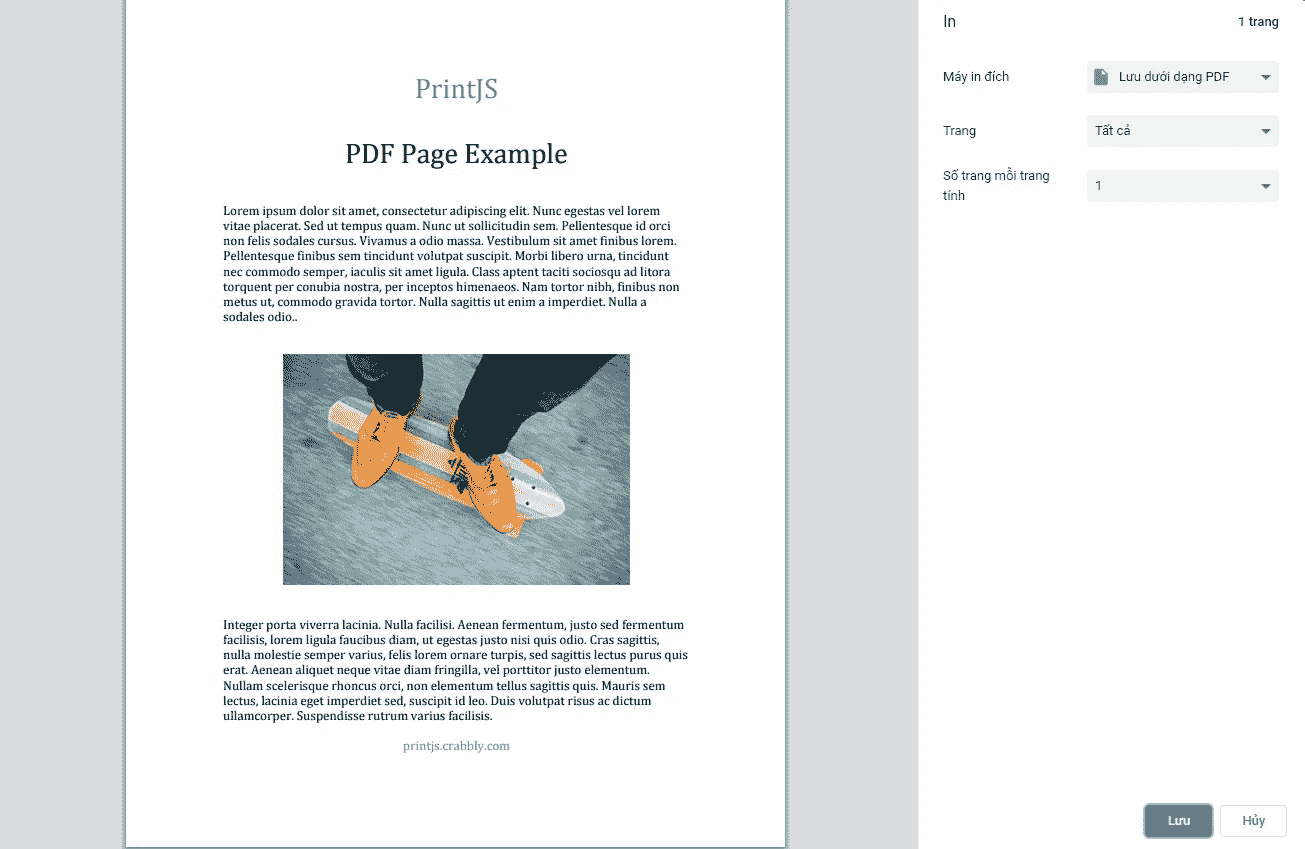 PrintJS
PDF Page Example
Lorem ipsum dolor sit amet, consectetur adipiscing elit. Nunc egestas vel lorem
vitae placerat. Sed ut tempus quam. Nunc ut sollicitudin sem. Pellentesque id orci
non felis sodales cursus. Vivamus a odio massa. Vestibulum sit amet finibus lorem.
Pellentesque finibus sem tincidunt volutpat suscipit. Morbi libero urna, tincidunt
nec commodo semper, iaculis sit amet ligula. Class aptent taciti sociosqu ad litora
torquent per conubia nostra, per inceptos himenaeos. Nam tortor nibh, finibus non
metus ut, commodo gravida tortor. Nulla sagittis ut enim a imperdiet. Nulla a
sodales odio..
Integer porta viverra lacinia. Nulla facilisi. Aenean fermentum, justo sed fermentum
facilisis, lorem ligula faucibus diam, ut egestas justo nisi quis odio. Cras sagittis,
nulla molestie semper varius, felis lorem ornare turpis, sed sagittis lectus purus quis
erat. Aenean aliquet neque vitae diam fringilla, vel porttitor justo elementum.
Nullam scelerisque rhoncus orci, non elementum tellus sagittis quis. Mauris sem
lectus, lacinia eget imperdiet sed, suscipit id leo. Duis volutpat risus ac dictum
ullamcorper. Suspendisse rutrum varius facilisis.
printjs.crabbly.com
In 1 trang
Máy in đích Lưu dưới dạng PDF
Trang Tất cả
Số trang mỗi trang
tính 1
Lưu Hủy